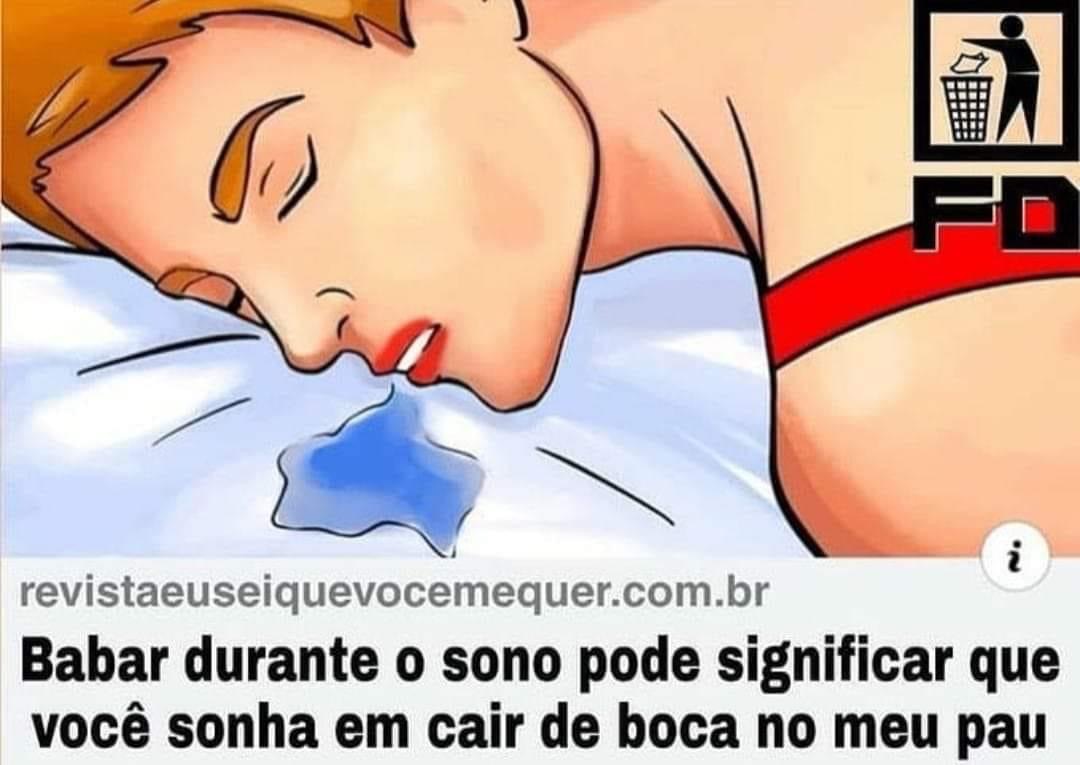 FD
i
revistaeuseiquevocemequer.com.br
Babar durante o sono pode significar que
você sonha em cair de boca no meu pau